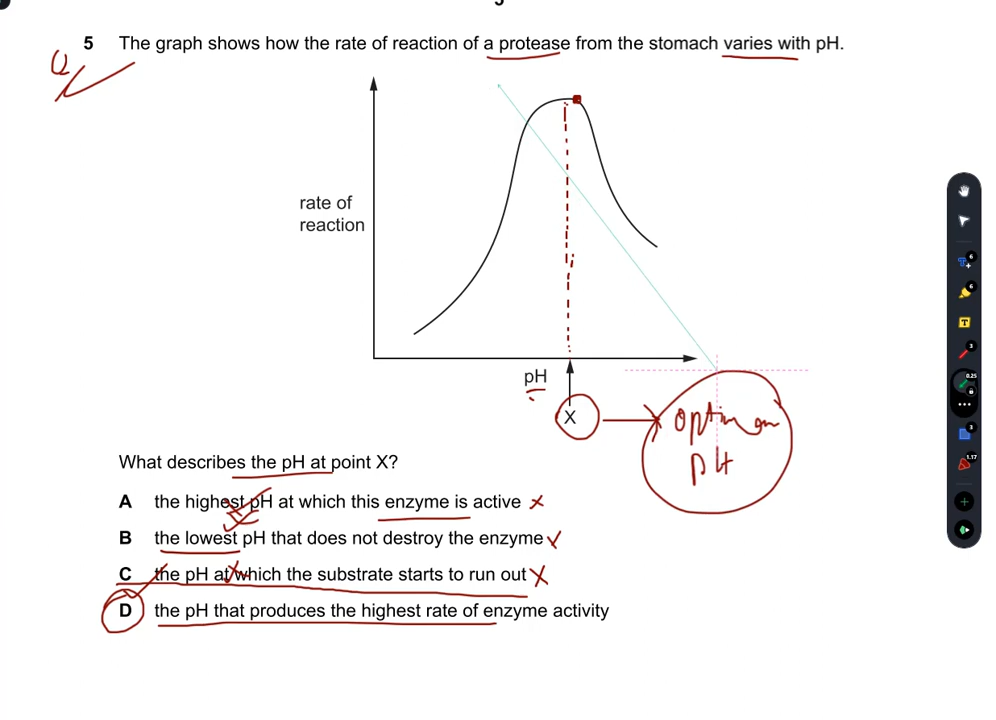 5 The graph shows how the rate of reaction of a protease from the stomach varies with pH.
rate of
reaction
pH
X
optimum
pH
What describes the pH at point X?
A the highest pH at which this enzyme is active
B the lowest pH that does not destroy the enzyme
C the pH at which the substrate starts to run out
D the pH that produces the highest rate of enzyme activity